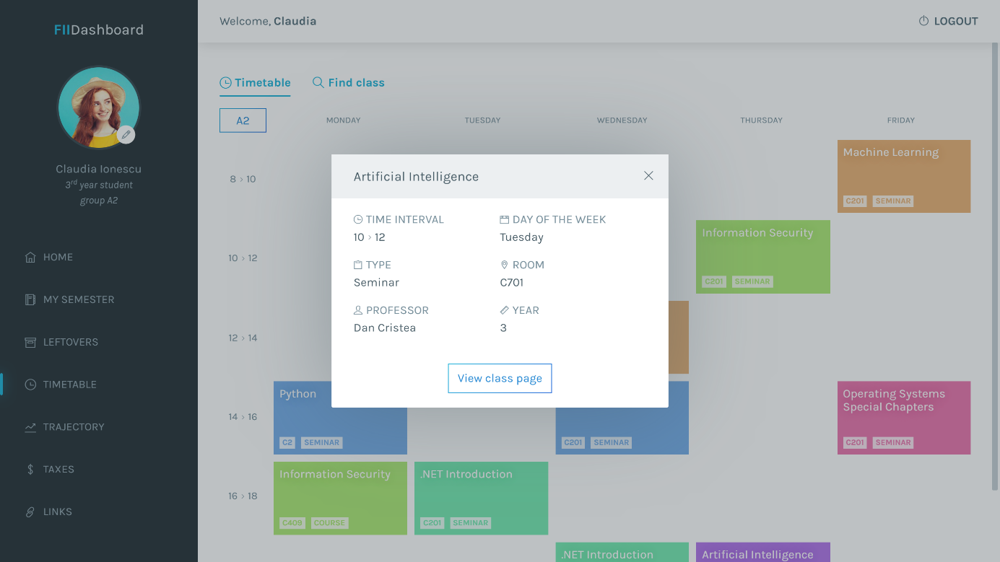 FIIDashboard
Claudia Ionescu
3rd year student
group A2
HOME
MY SEMESTER
LEFTOVERS
TIMETABLE
TRAJECTORY
TAXES
LINKS
Welcome, Claudia
LOGOUT
Timetable
Find class
A2
MONDAY
TUESDAY
WEDNESDAY
THURSDAY
FRIDAY
8 › 10
Machine Learning
C201 SEMINAR
10 › 12
Information Security
C201 SEMINAR
12 › 14
14 › 16
Python
C2 SEMINAR
C201 SEMINAR
Operating Systems
Special Chapters
C201 SEMINAR
16 › 18
Information Security
C409 COURSE
.NET Introduction
C201 SEMINAR
.NET Introduction
Artificial Intelligence
Artificial Intelligence
TIME INTERVAL
10 › 12
DAY OF THE WEEK
Tuesday
TYPE
Seminar
ROOM
C701
PROFESSOR
Dan Cristea
YEAR
3
View class page